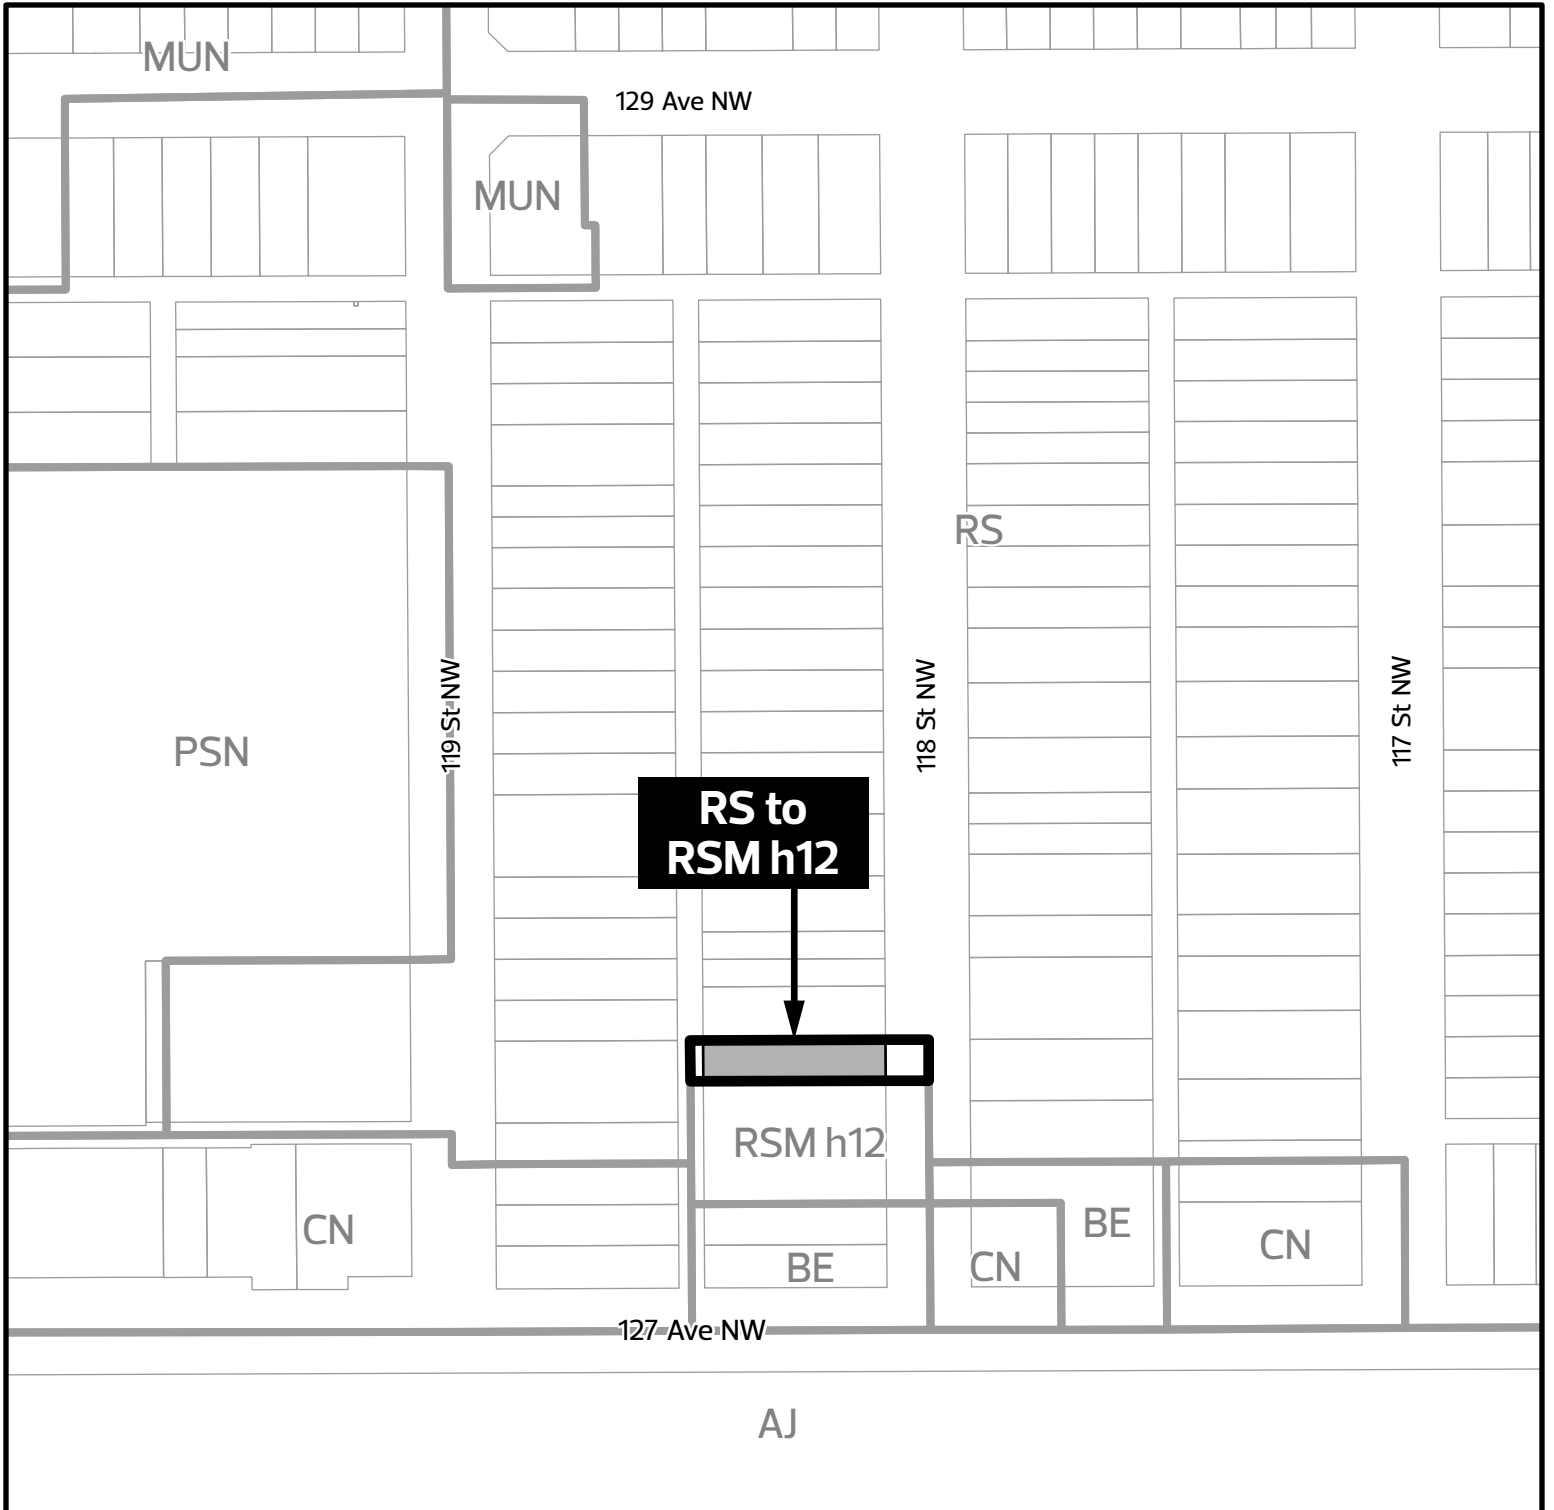 MUN
129 Ave NW
MUN
RS
PSN
119 St NW
118 St NW
117 St NW
RS to
RSM h12
RSM h12
CN
BE
CN
BE
CN
127 Ave NW
AJ